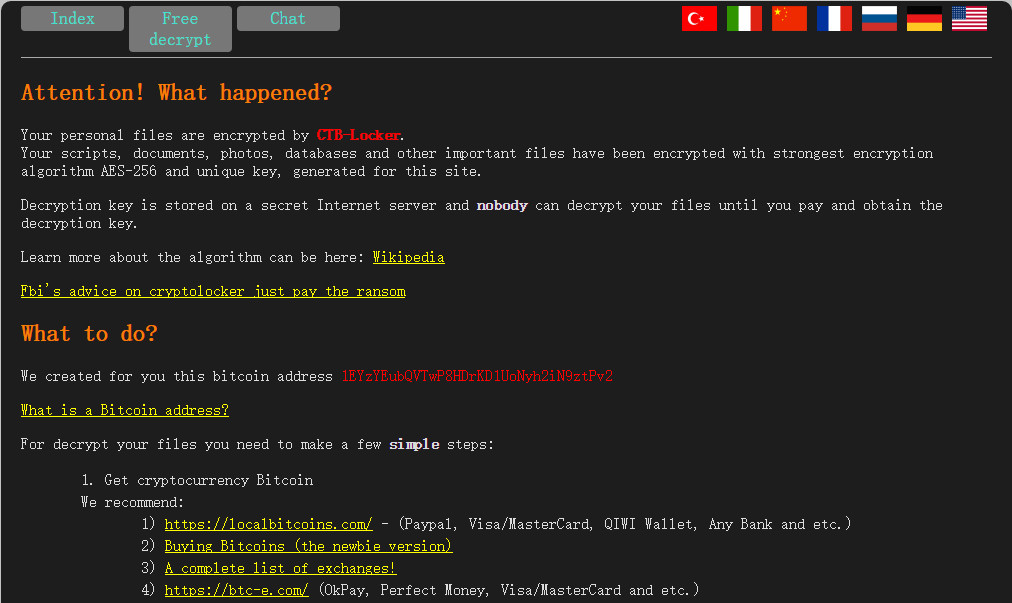 Index
Free decrypt
Chat
Attention! What happened?
Your personal files are encrypted by CTB-Locker.
Your scripts, documents, photos, databases and other important files have been encrypted with strongest encryption
algorithm AES-256 and unique key, generated for this site.
Decryption key is stored on a secret Internet server and nobody can decrypt your files until you pay and obtain the
decryption key.
Learn more about the algorithm can be here: Wikipedia
Fbi's advice on cryptolocker just pay the ransom
What to do?
We created for you this bitcoin address 1EYzYEubQVTwP3HDrKD1UoNyh2iN9ztPv2
What is a Bitcoin address?
For decrypt your files you need to make a few simple steps:
1. Get cryptocurrency Bitcoin
We recommend:
1) https://localbitcoins.com/ - (Paypal, Visa/MasterCard, QIWI Wallet, Any Bank and etc.)
2) Buying Bitcoins (the newbie version)
3) A complete list of exchanges!
4) https://btc-e.com/ (OkPay, Perfect Money, Visa/MasterCard and etc.)